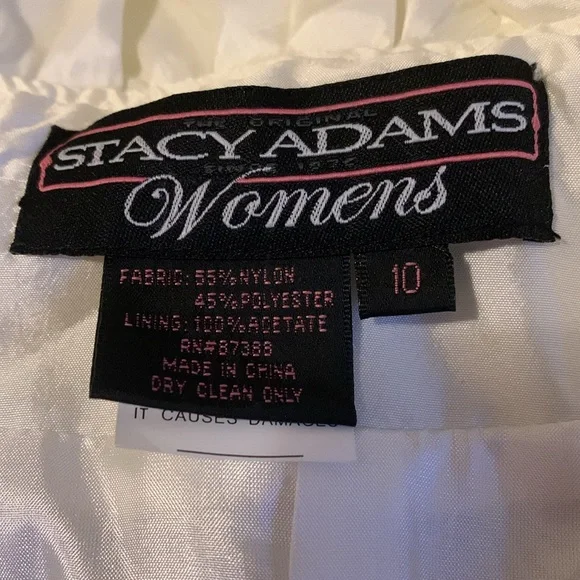 THE ORIGINAL
STACY ADAMS
SINCE 1875
Womens
10
FABRIC: 55% NYLON
45% POLYESTER
LINING: 100% ACETATE
RN#87388
MADE IN CHINA
DRY CLEAN ONLY
IT CAUSES DAMAGES